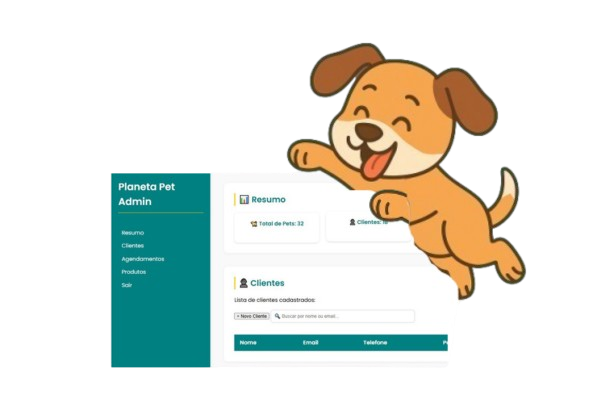 Planeta Pet
Admin
Resumo
Clientes
Agendamentos
Produtos
Sair
Resumo
Total de Pets: 32
Clientes:
Clientes
Lista de clientes cadastrados:
+ Novo Cliente
Buscar por nome ou email...
Nome Email Telefone